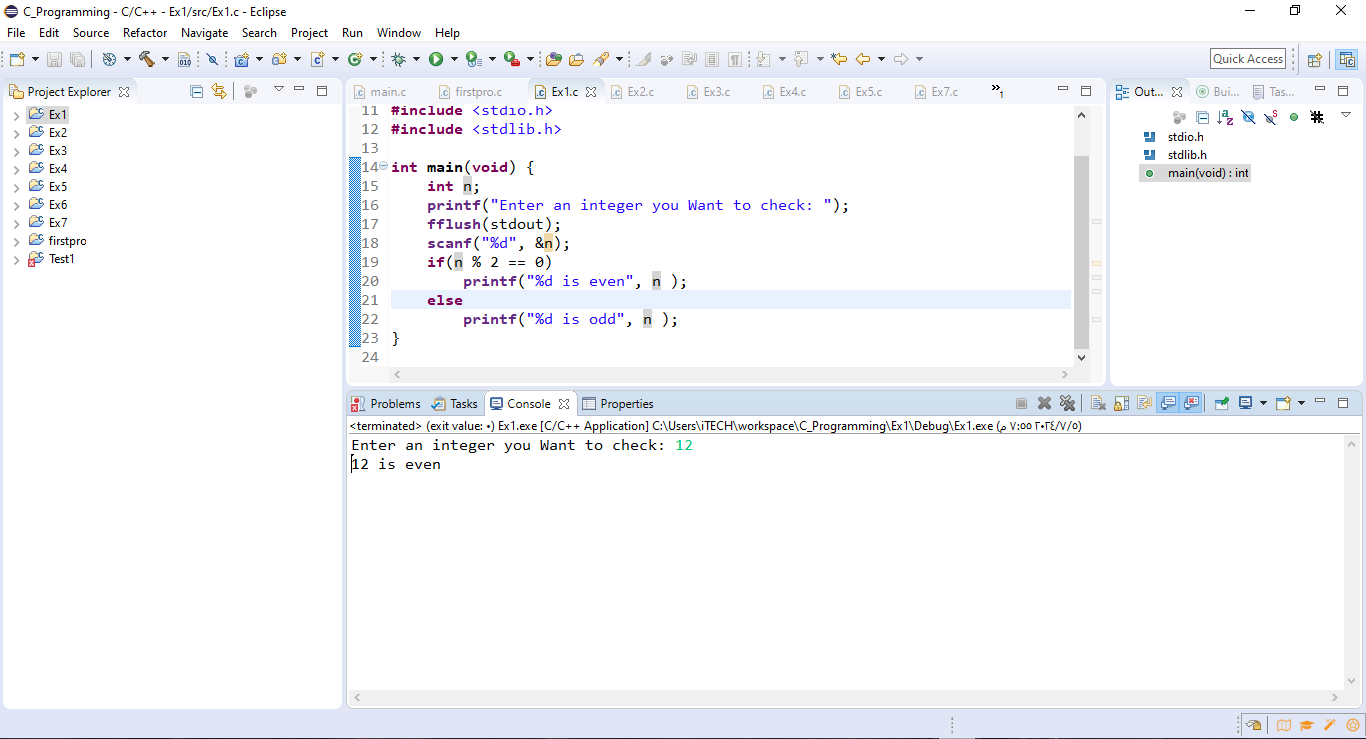 C_Programming - C/C++ - Ex1/src/Ex1.c - Eclipse
File Edit Source Refactor Navigate Search Project Run Window Help
Quick Access
Project Explorer
Ex1
Ex2
Ex3
Ex4
Ex5
Ex6
Ex7
firstpro
Test1
main.c firstpro.c Ex1.c Ex2.c Ex3.c Ex4.c Ex5.c Ex7.c »1
11 #include <stdio.h>
12 #include <stdlib.h>
13
14 int main(void) {
15 int n;
16 printf("Enter an integer you Want to check: ");
17 fflush(stdout);
18 scanf("%d", &n);
19 if(n % 2 == 0)
20 printf("%d is even", n );
21 else
22 printf("%d is odd", n );
23 }
24
Out... Bui... Tas...
stdio.h
stdlib.h
main(void) : int
Problems Tasks Console Properties
<terminated> (exit value: ٠) Ex1.exe [C/C++ Application] C:\Users\iTECH\workspace\C_Programming\Ex1\Debug\Ex1.exe (٢٠٢٤/٧/٥ ٧:٥٥ م)
Enter an integer you Want to check: 12
12 is even